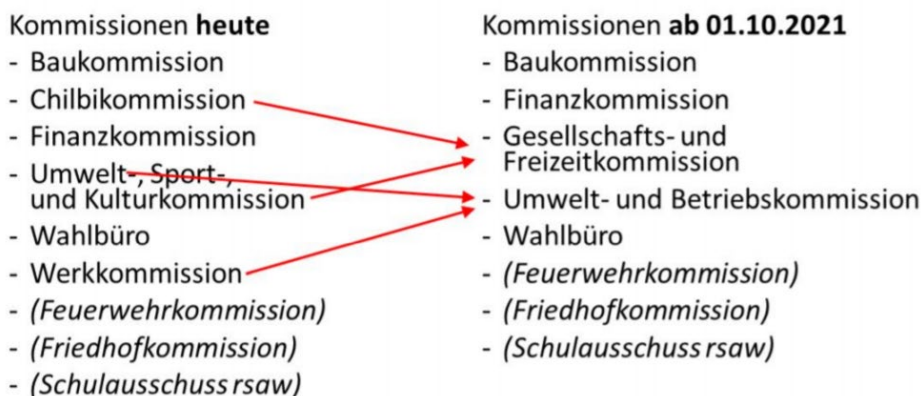 Kommissionen heute
- Baukommission
- Chilbikommission
- Finanzkommission
- Umwelt-, Sport-,
und Kulturkommission
- Wahlbüro
- Werkkommission
- (Feuerwehrkommission)
- (Friedhofkommission)
- (Schulausschuss rsaw)
Kommissionen ab 01.10.2021
- Baukommission
- Finanzkommission
- Gesellschafts- und
Freizeitkommission
- Umwelt- und Betriebskommission
- Wahlbüro
- (Feuerwehrkommission)
- (Friedhofkommission)
- (Schulausschuss rsaw)